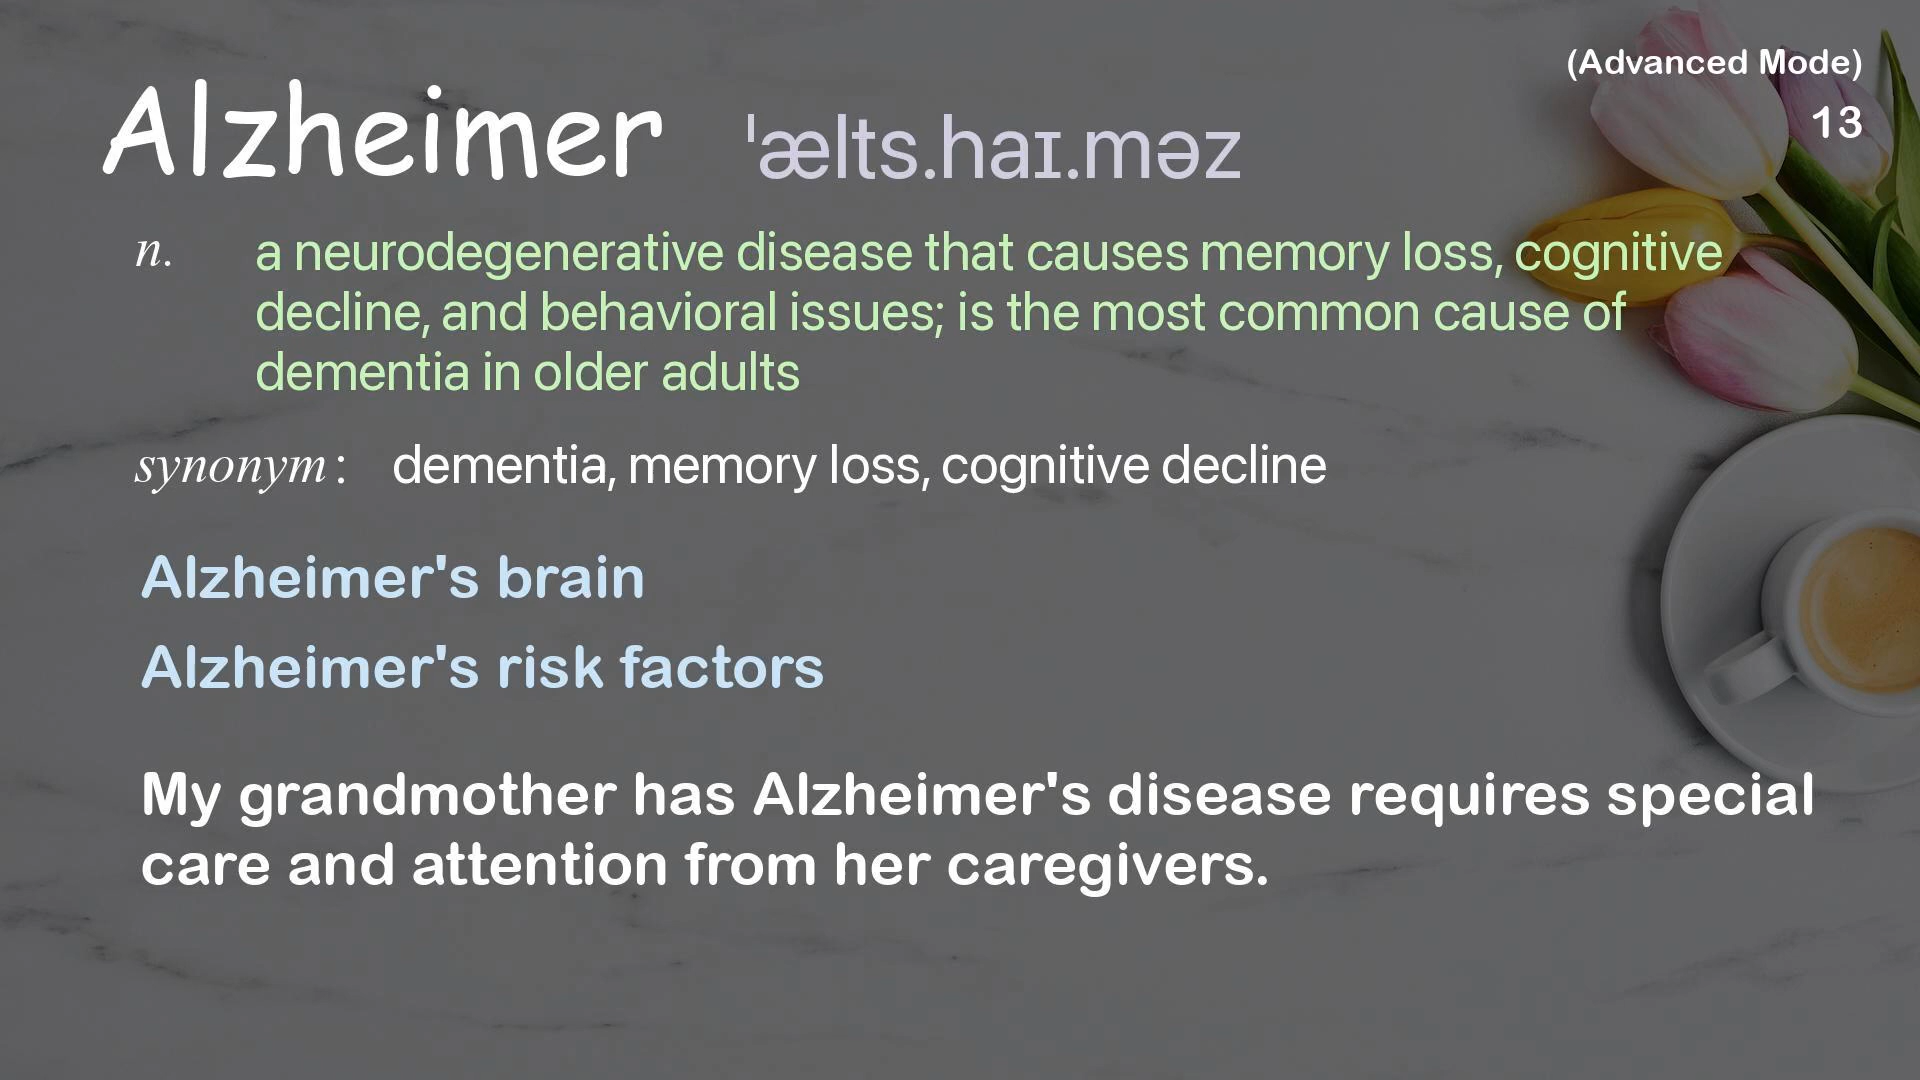 (Advanced Mode)
13
Alzheimer ˈælts.haɪ.məz
n. a neurodegenerative disease that causes memory loss, cognitive
decline, and behavioral issues; is the most common cause of
dementia in older adults
synonym : dementia, memory loss, cognitive decline
Alzheimer's brain
Alzheimer's risk factors
My grandmother has Alzheimer's disease requires special
care and attention from her caregivers.